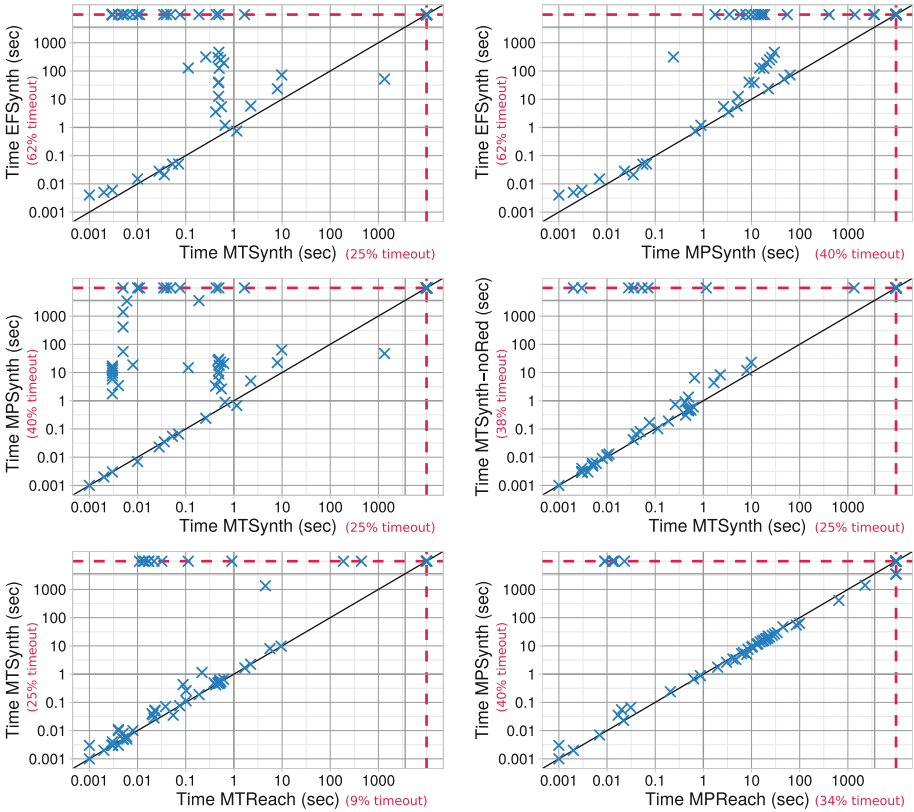 Time EFSynth (sec)
(62% timeout)
1000
100
10
1
0.1
0.01
0.001
0.001 0.01 0.1 1 10 100 1000
Time MTSynth (sec) (25% timeout)
Time EFSynth (sec)
(62% timeout)
1000
100
10
1
0.1
0.01
0.001
0.001 0.01 0.1 1 10 100 1000
Time MPSynth (sec) (40% timeout)
Time MPSynth (sec)
(40% timeout)
1000
100
10
1
0.1
0.01
0.001
0.001 0.01 0.1 1 10 100 1000
Time MTSynth (sec) (25% timeout)
Time MTSynth−noRed (sec)
(38% timeout)
1000
100
10
1
0.1
0.01
0.001
0.001 0.01 0.1 1 10 100 1000
Time MTSynth (sec) (25% timeout)
Time MTSynth (sec)
(25% timeout)
1000
100
10
1
0.1
0.01
0.001
0.001 0.01 0.1 1 10 100 1000
Time MTReach (sec) (9% timeout)
Time MPSynth (sec)
(40% timeout)
1000
100
10
1
0.1
0.01
0.001
0.001 0.01 0.1 1 10 100 1000
Time MPReach (sec) (34% timeout)